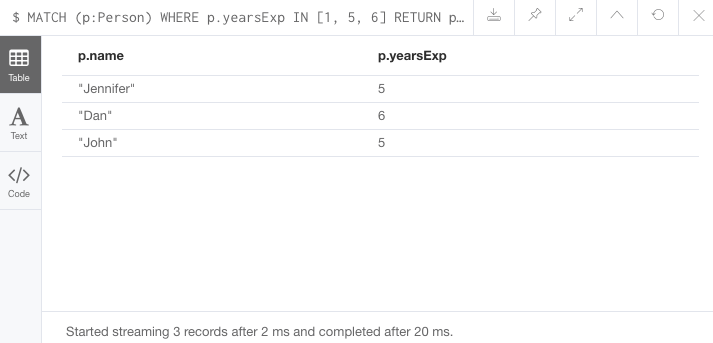 $ MATCH (p:Person) WHERE p.yearsExp IN [1, 5, 6] RETURN p…
Table
Text
Code
p.name p.yearsExp
"Jennifer" 5
"Dan" 6
"John" 5
Started streaming 3 records after 2 ms and completed after 20 ms.